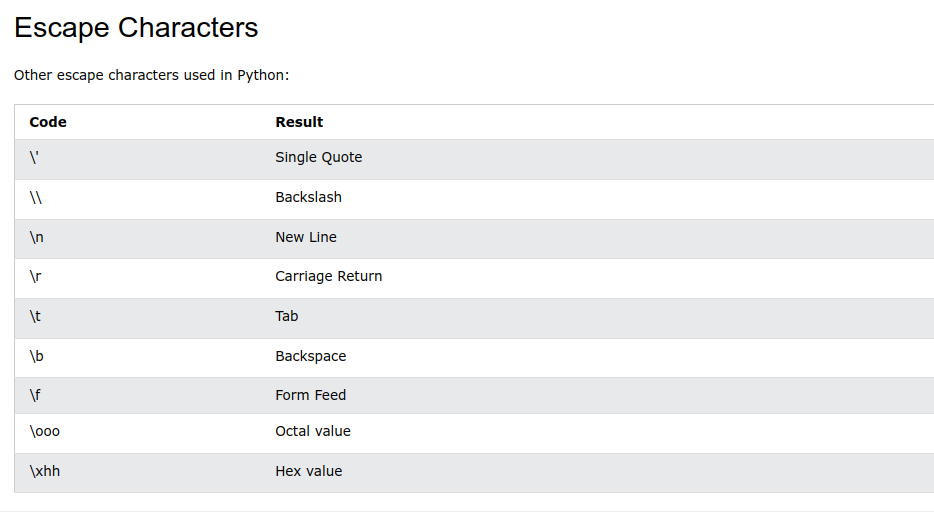 Escape Characters
Other escape characters used in Python:
Code Result
\' Single Quote
\\ Backslash
\n New Line
\r Carriage Return
\t Tab
\b Backspace
\f Form Feed
\ooo Octal value
\xhh Hex value